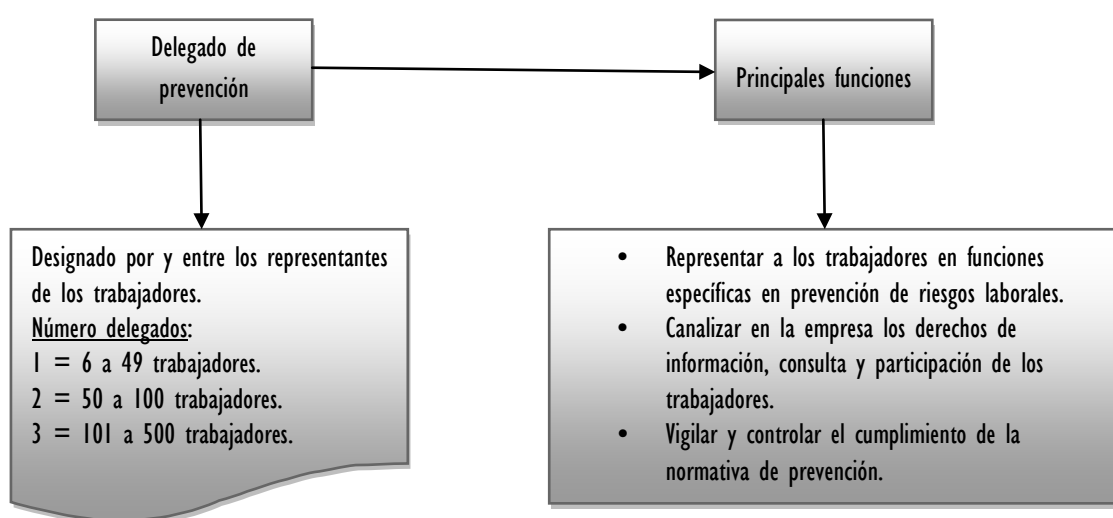 Delegado de
prevención
Principales funciones
Designado por y entre los representantes
de los trabajadores.
Número delegados:
1 = 6 a 49 trabajadores.
2 = 50 a 100 trabajadores.
3 = 101 a 500 trabajadores.
• Representar a los trabajadores en funciones
específicas en prevención de riesgos laborales.
• Canalizar en la empresa los derechos de
información, consulta y participación de los
trabajadores.
• Vigilar y controlar el cumplimiento de la
normativa de prevención.